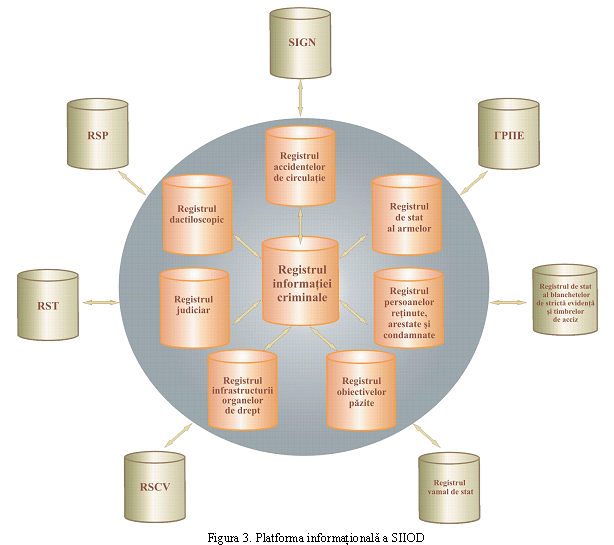 SIGN
RSP
ГРПЕ
Registrul
accidentelor
de circulație
Registrul
dactiloscopic
Registrul
de stat
al armelor
Registrul
informației
criminale
RST
Registrul
judiciar
Registrul
persoanelor
reținute,
arestate și
condamnate
Registrul de stat
al blanchetelor
de strictă evidență
și timbrelor
de acciz
Registrul
infrastructurii
organelor
de drept
Registrul
obiectivelor
păzite
RSCV
Registrul
vamal de stat
Figura 3. Platforma informațională a SIIOD